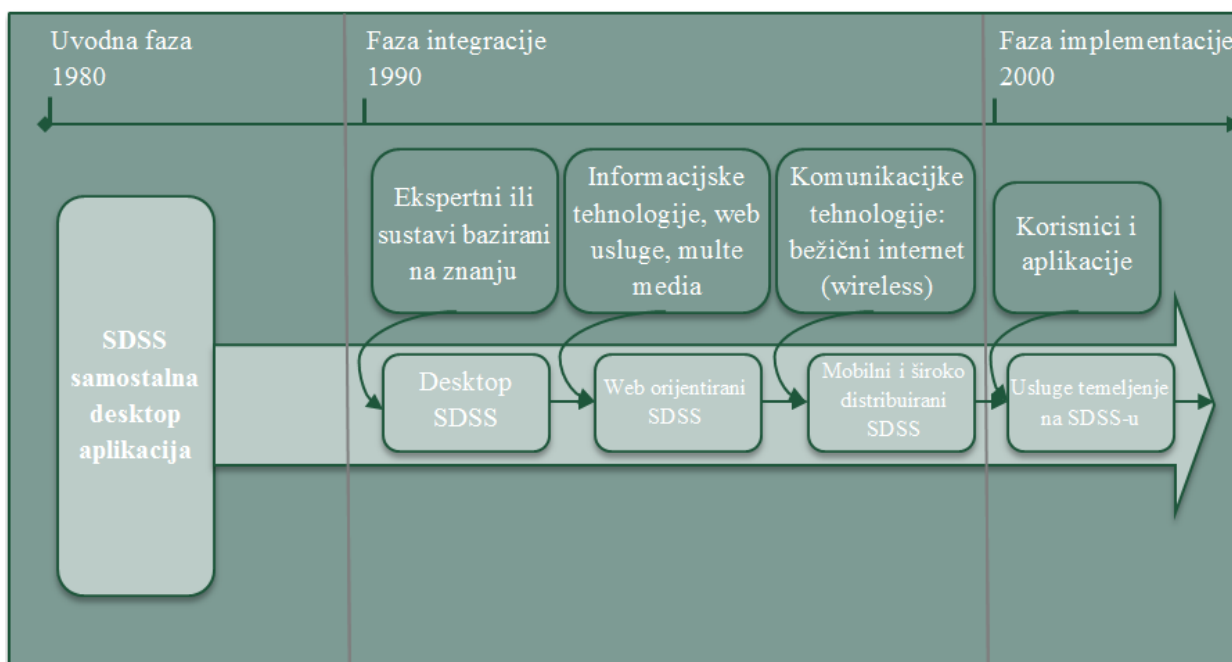 Uvodna faza
1980
Faza integracije
1990
Faza implementacije
2000
SDSS
samostalna
desktop
aplikacija
Ekspertni ili
sustavi bazirani
na znanju
Informacijske
tehnologije, web
usluge, multe
media
Komunikacijke
tehnologije:
bežični internet
(wireless)
Korisnici i
aplikacije
Desktop
SDSS
Web orijentirani
SDSS
Mobilni i široko
distribuirani
SDSS
Usluge temeljenje
na SDSS-u